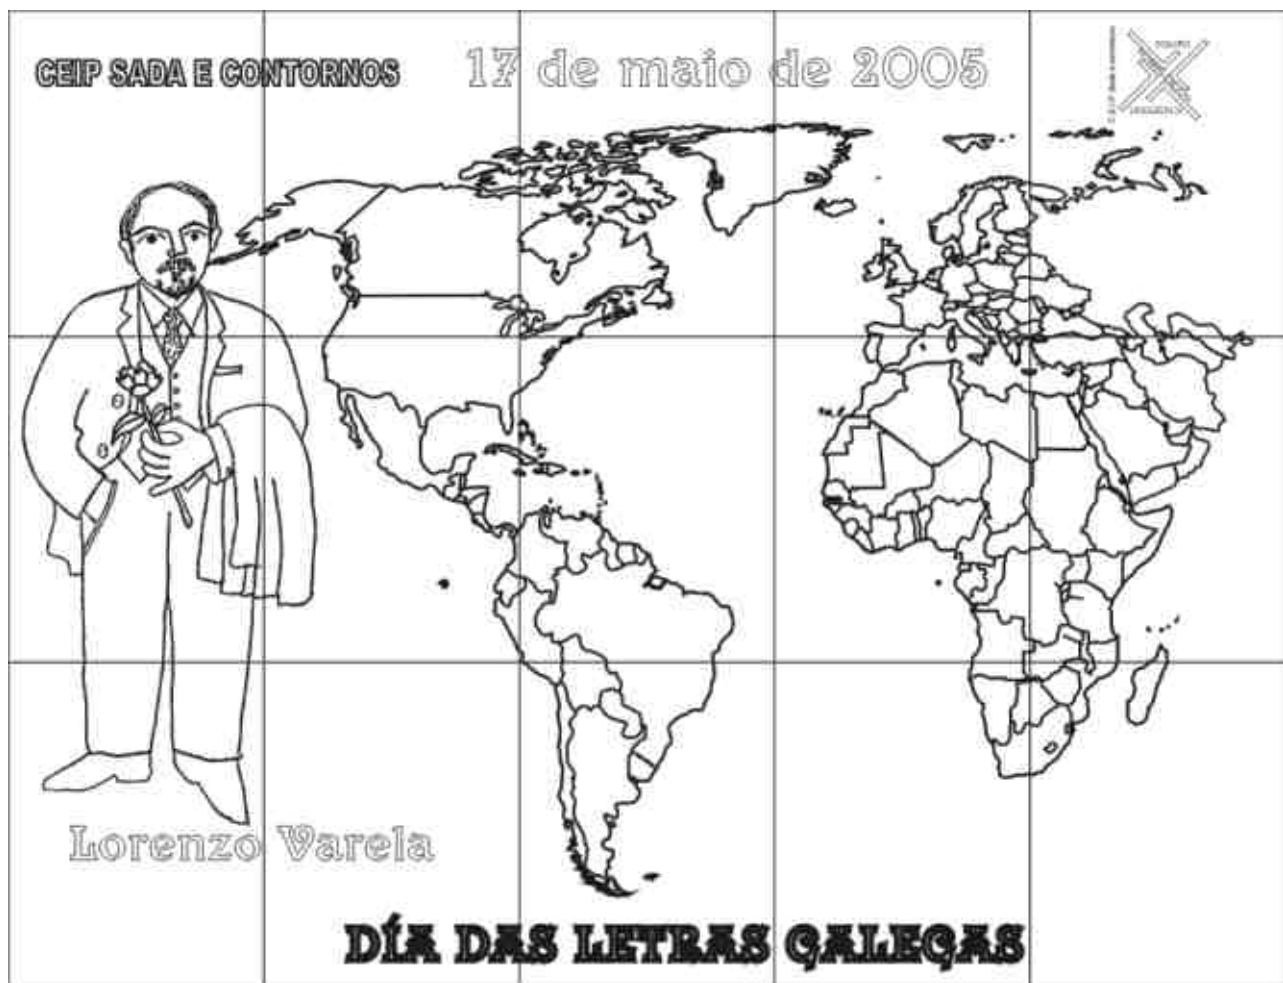 CEIP SADA E CONTORNOS
17 de maio de 2005
Lorenzo Varela
DÍA DAS LETRAS GALEGAS